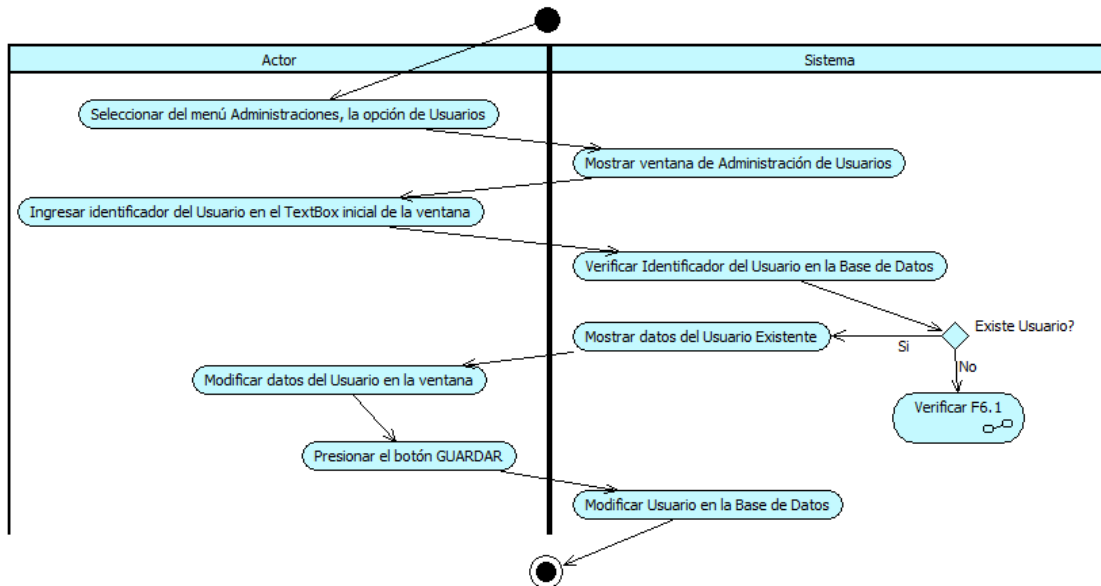 Actor
Sistema
Seleccionar del menú Administraciones, la opción de Usuarios
Mostrar ventana de Administración de Usuarios
Ingresar identificador del Usuario en el TextBox inicial de la ventana
Verificar Identificador del Usuario en la Base de Datos
Existe Usuario?
Mostrar datos del Usuario Existente
Si
No
Modificar datos del Usuario en la ventana
Verificar F6.1
Presionar el botón GUARDAR
Modificar Usuario en la Base de Datos